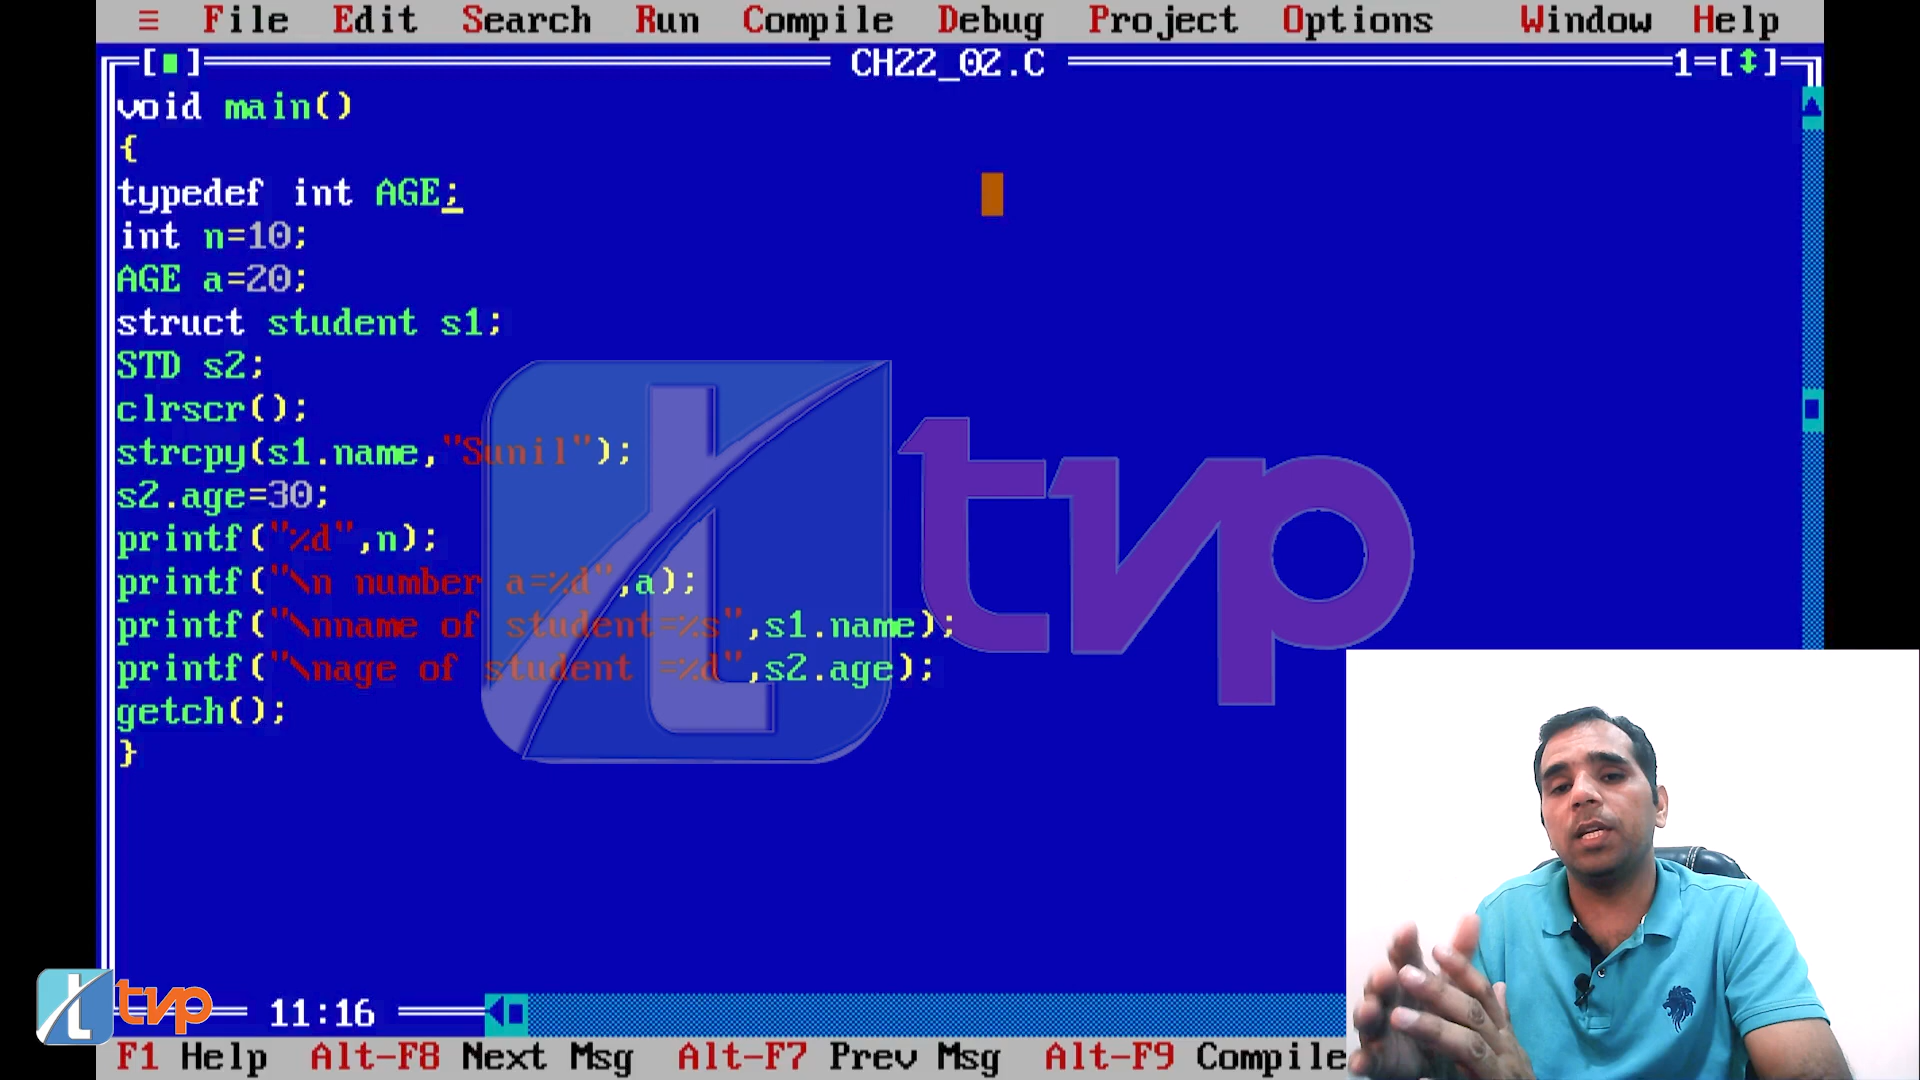 ≡ File Edit Search Run Compile Debug Project Options Window Help
[■] CH22_02.C 1=[↕]
void main()
{
typedef int AGE;
int n=10;
AGE a=20;
struct student s1;
STD s2;
clrscr();
strcpy(s1.name,"Sunil");
s2.age=30;
printf("%d",n);
printf("\n number a=%d",a);
printf("\nname of student=%s",s1.name);
printf("\nage of student =%d",s2.age);
getch();
}
t tvp
t tvp
11:16
F1 Help Alt-F8 Next Msg Alt-F7 Prev Msg Alt-F9 Compile